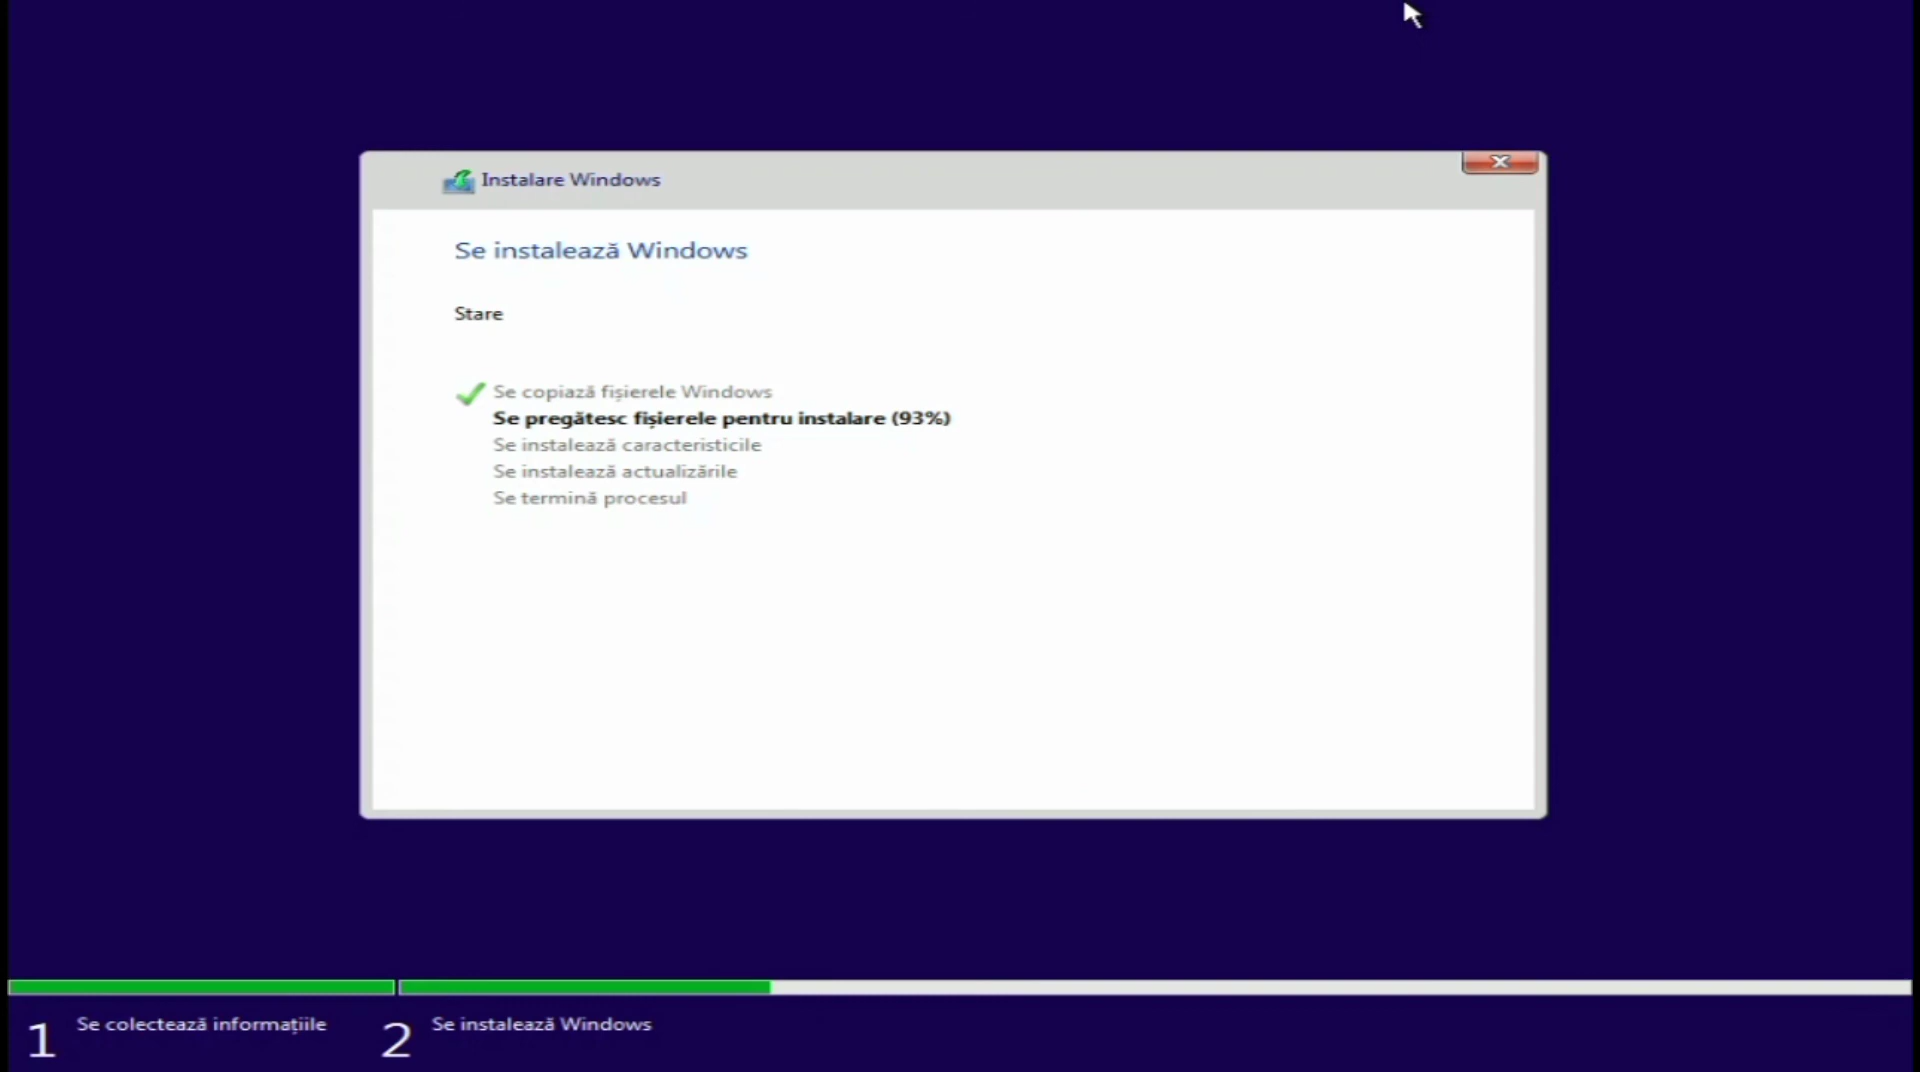 Instalare Windows
Se instalează Windows
Stare
Se copiază fișierele Windows
Se pregătesc fișierele pentru instalare (93%)
Se instalează caracteristicile
Se instalează actualizările
Se termină procesul
1 Se colectează informațiile
2 Se instalează Windows